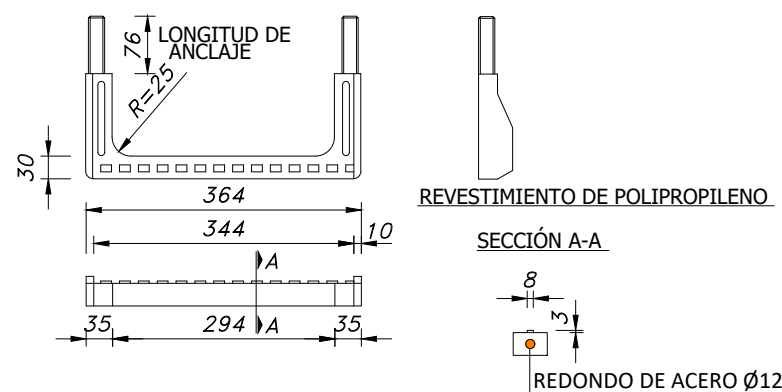 76
LONGITUD DE
ANCLAJE
R=25
30
364
344
10
A
A
35
294
35
REVESTIMIENTO DE POLIPROPILENO
SECCIÓN A-A
8
3
REDONDO DE ACERO Ø12